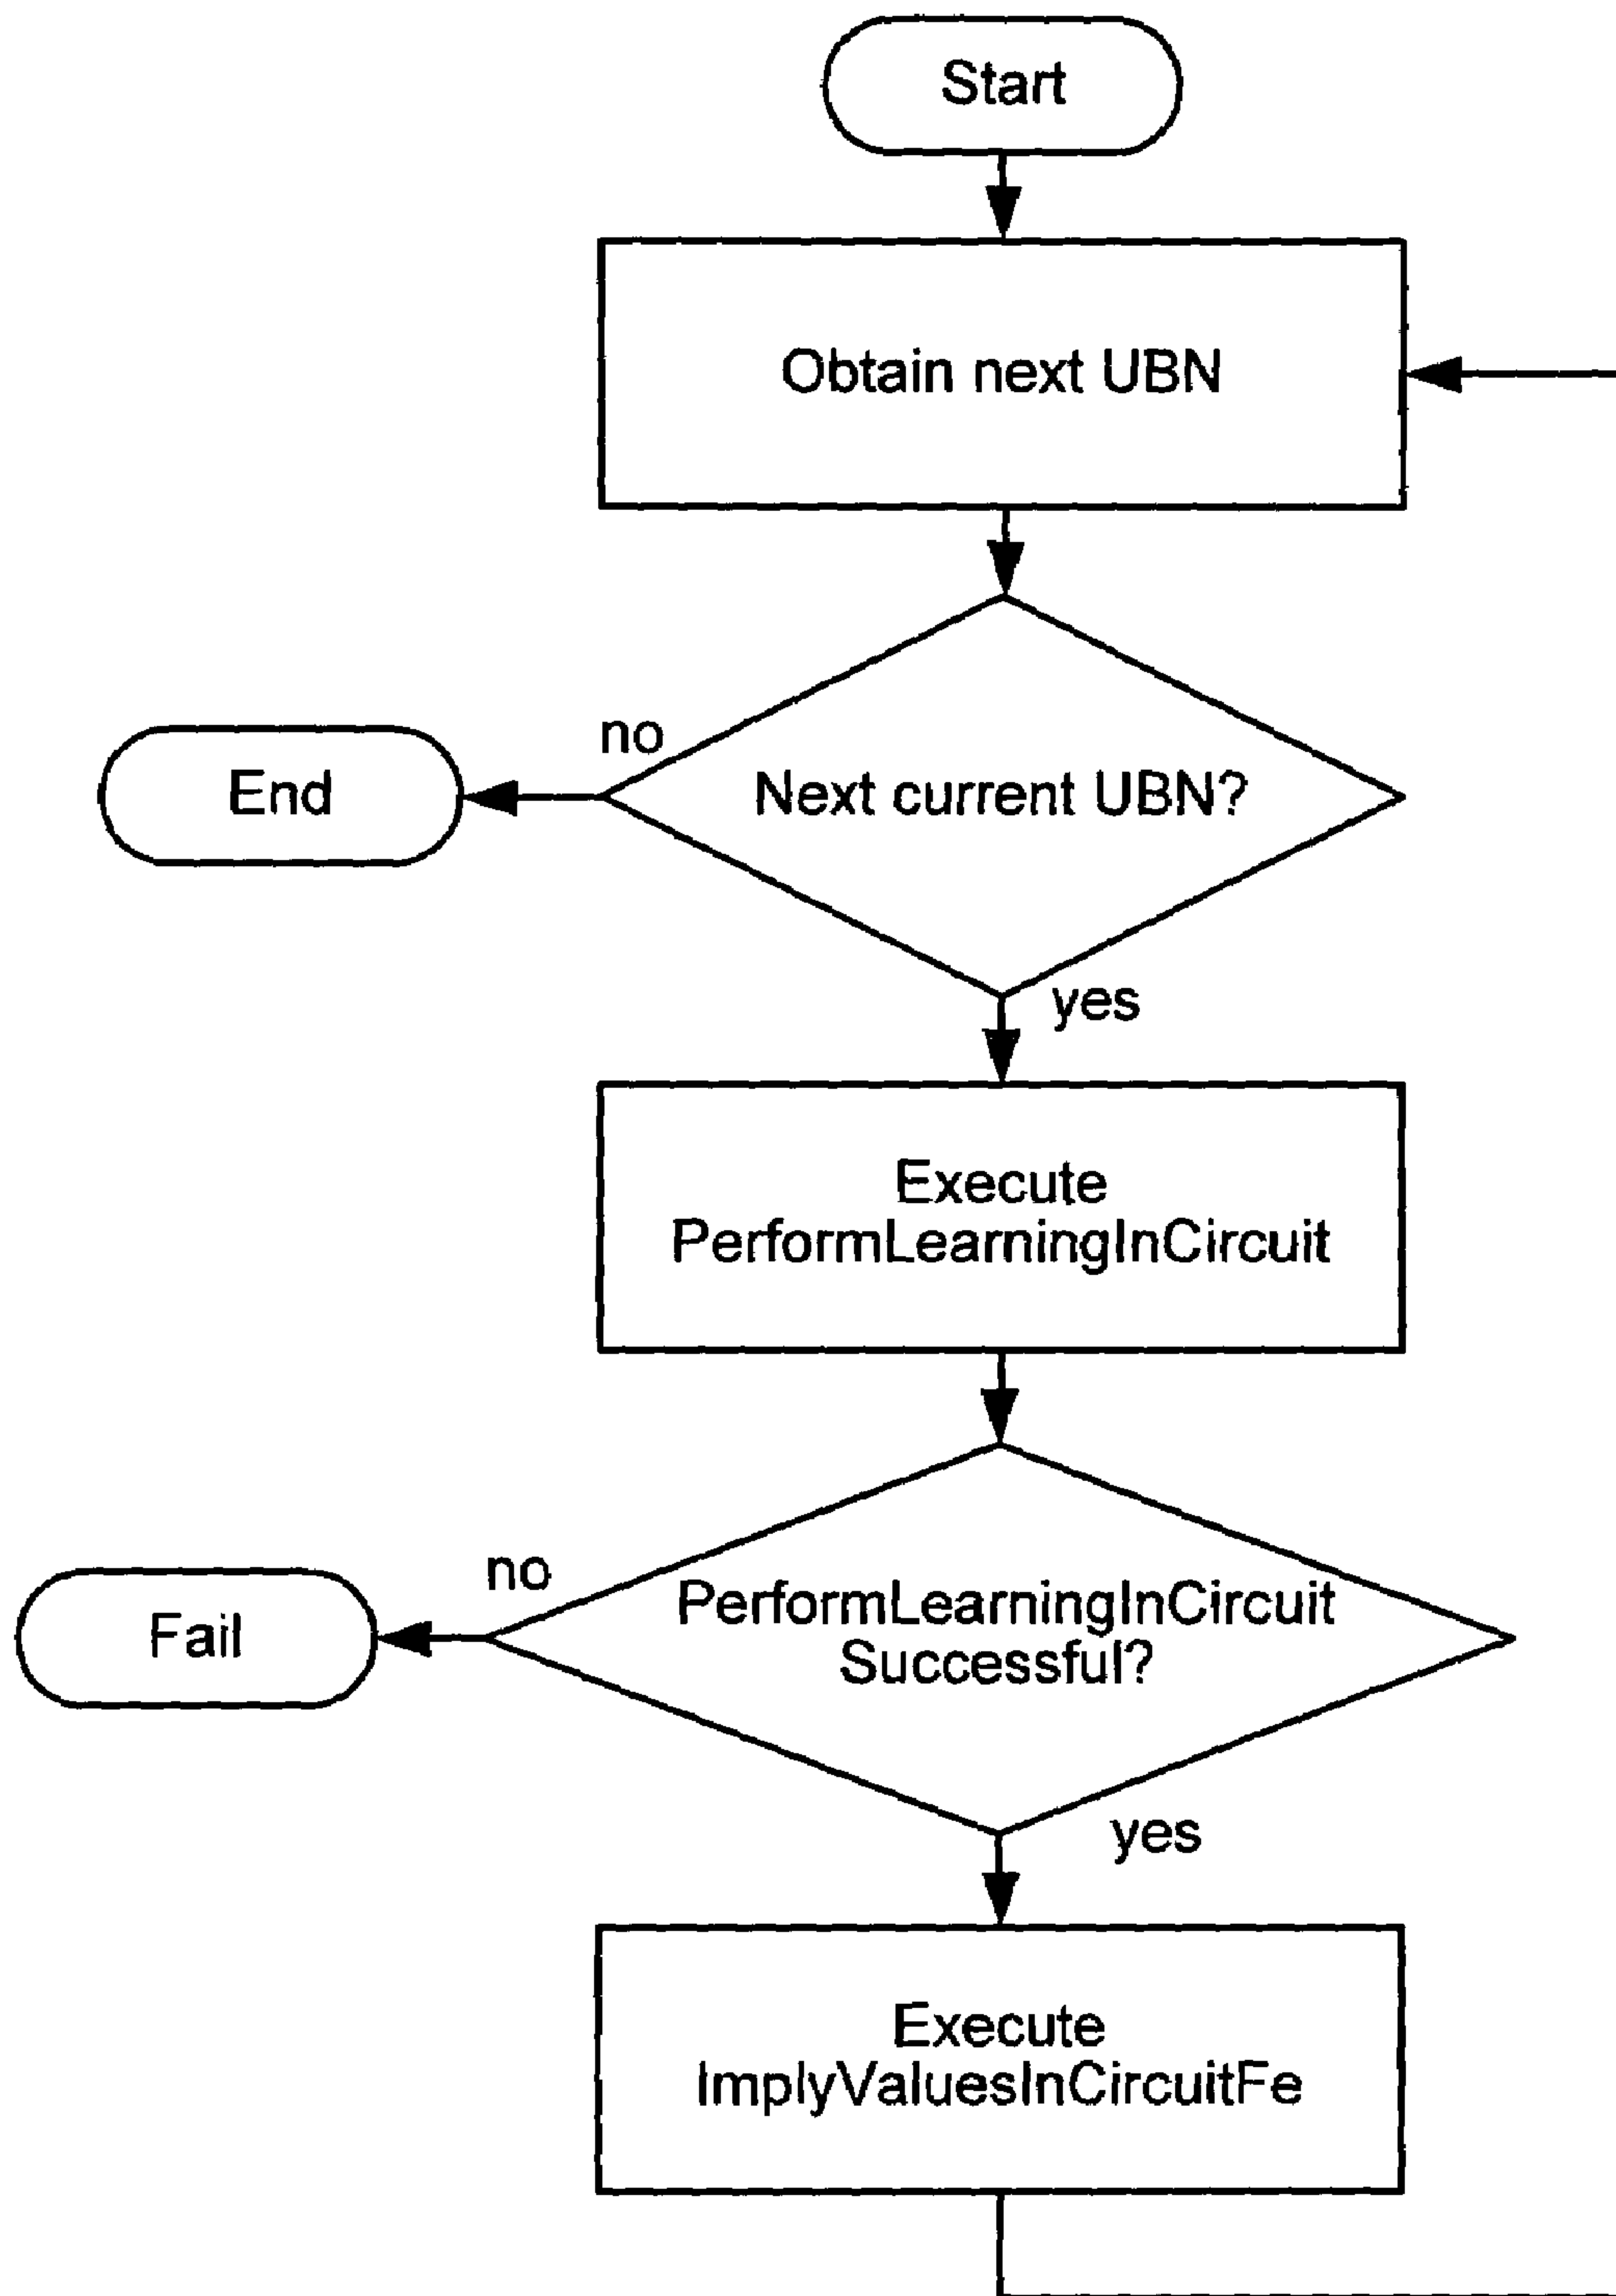 Start
Obtain next UBN
no
End
Next current UBN?
yes
Execute
PerformLearningInCircuit
no
Fail
PerformLearningInCircuit
Successful?
yes
Execute
ImplyValuesInCircuitFe